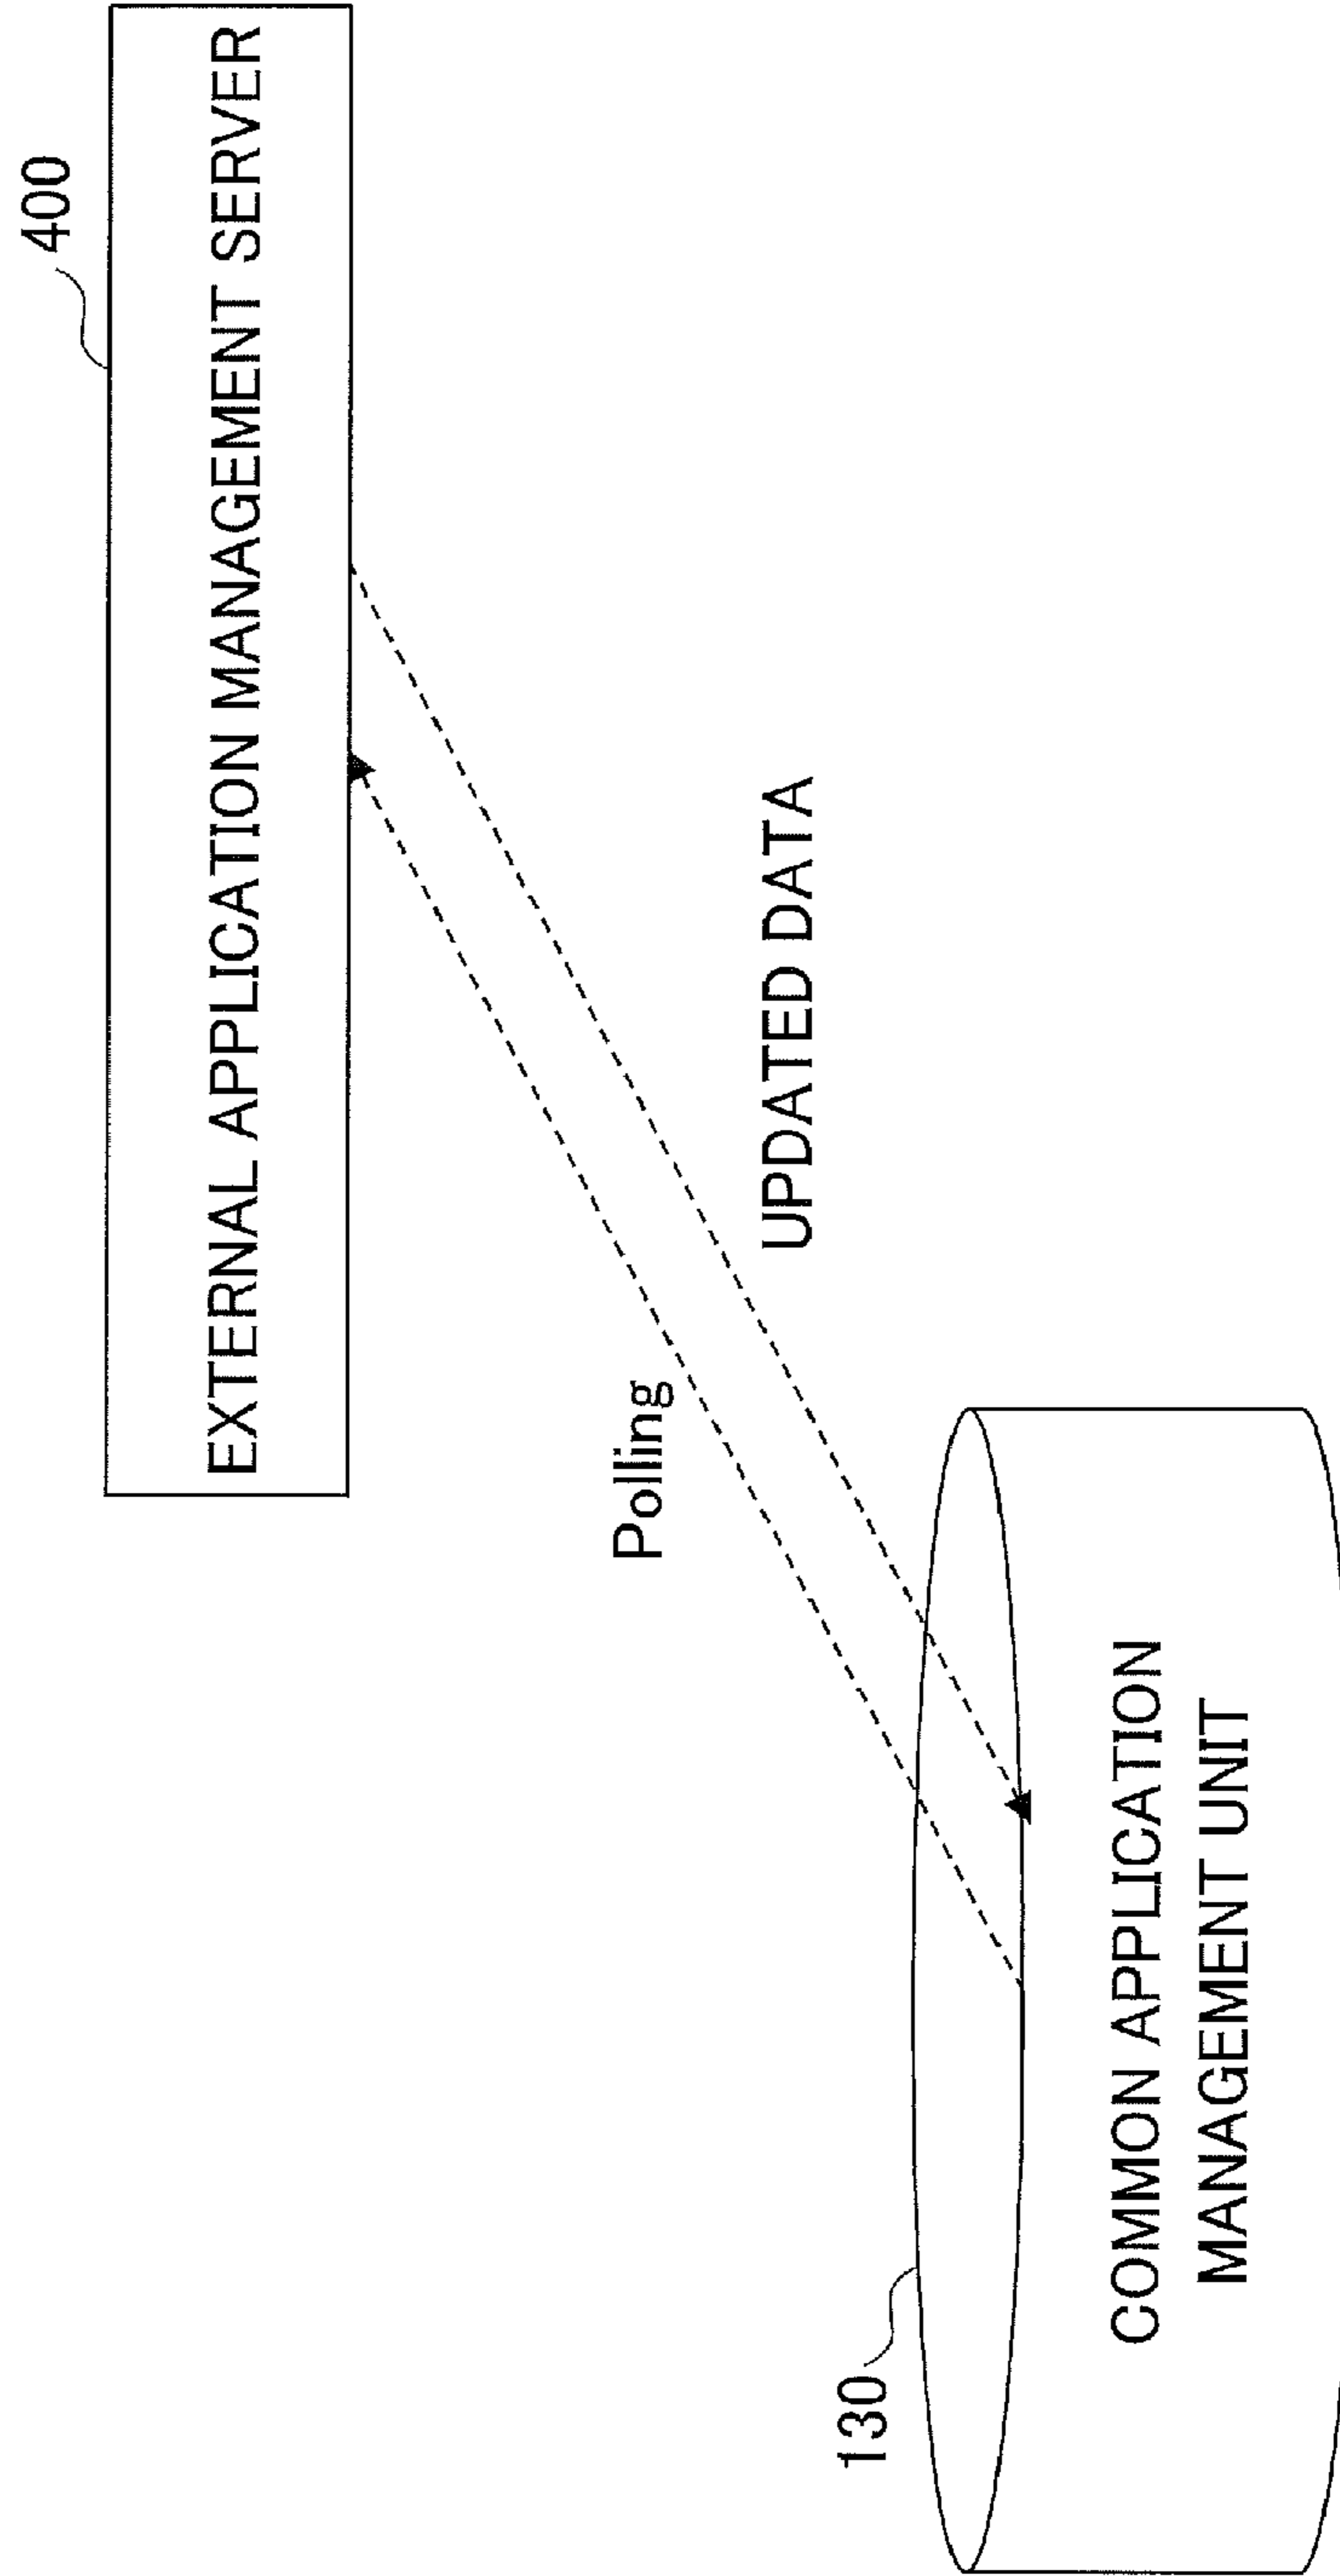 400
EXTERNAL APPLICATION MANAGEMENT SERVER
Polling
UPDATED DATA
130
COMMON APPLICATION
MANAGEMENT UNIT